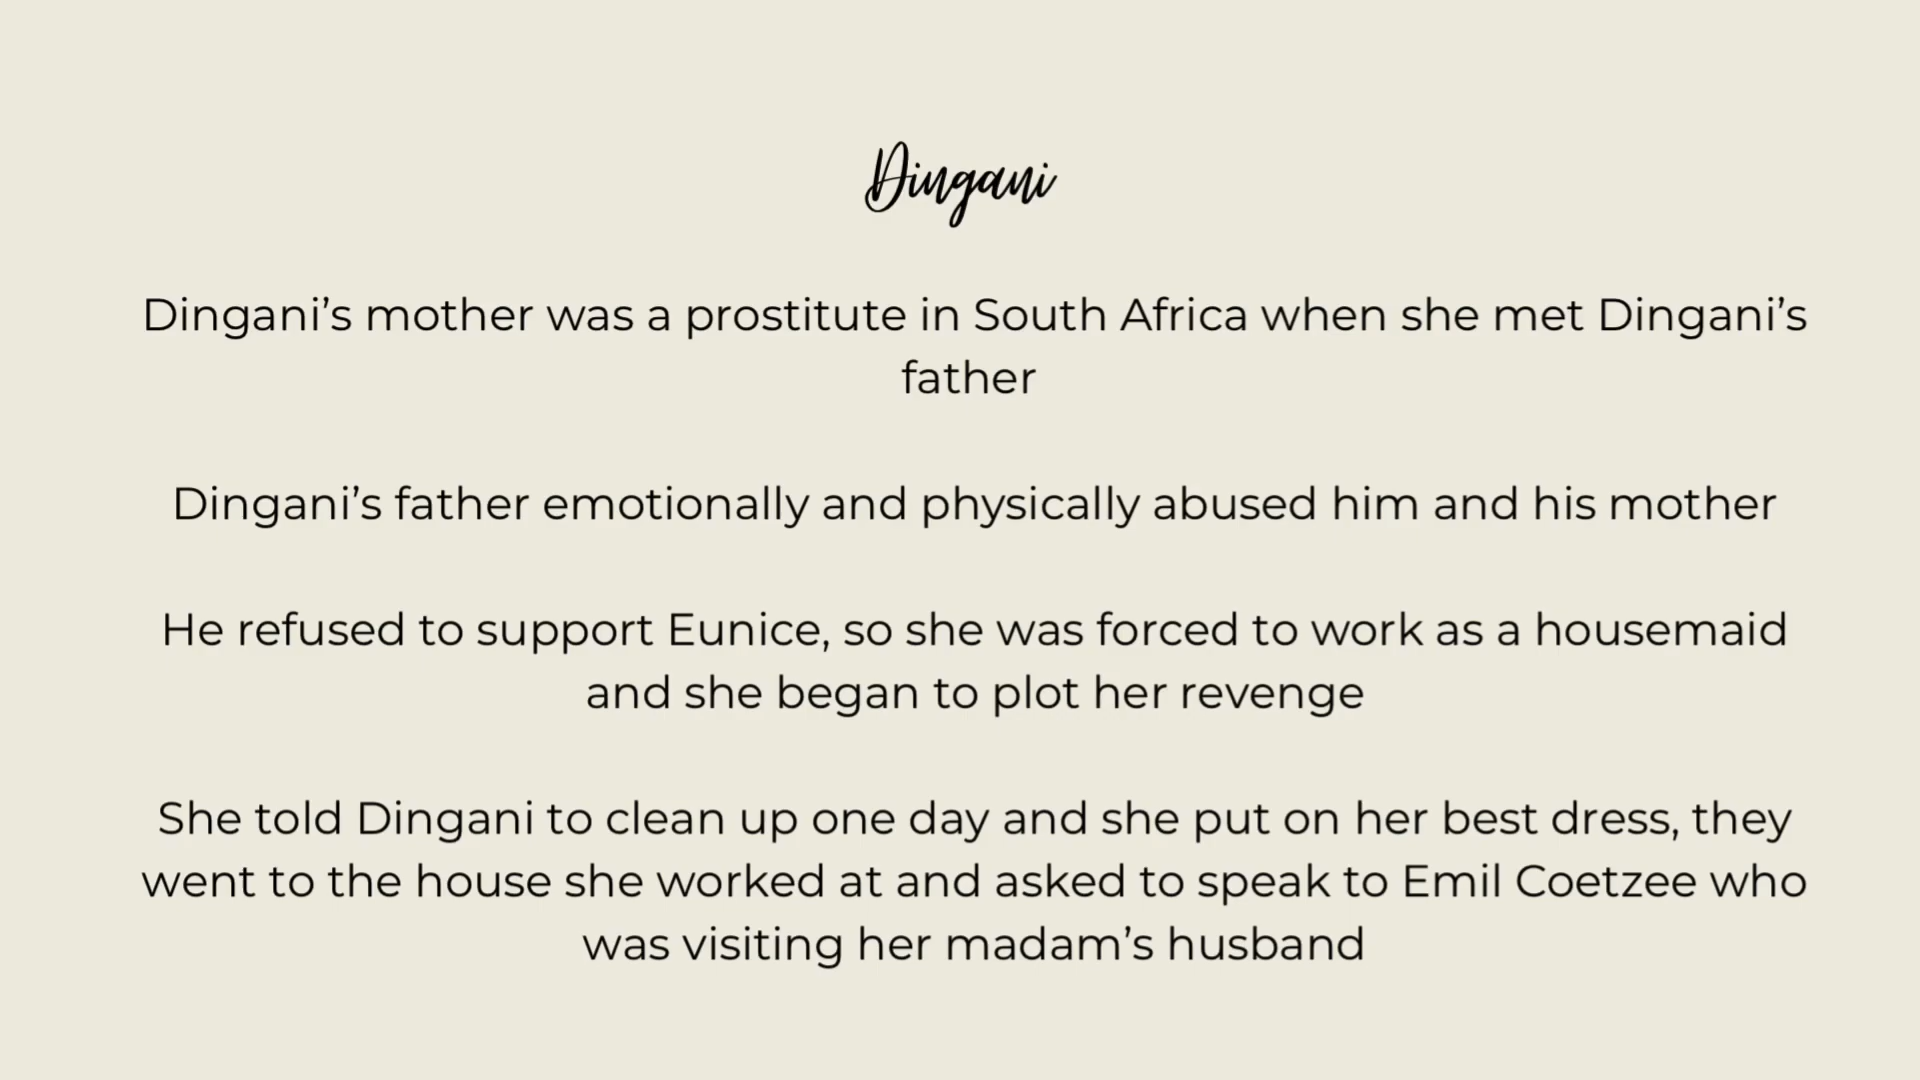 Dingani
Dingani’s mother was a prostitute in South Africa when she met Dingani’s
father
Dingani’s father emotionally and physically abused him and his mother
He refused to support Eunice, so she was forced to work as a housemaid
and she began to plot her revenge
She told Dingani to clean up one day and she put on her best dress, they
went to the house she worked at and asked to speak to Emil Coetzee who
was visiting her madam’s husband